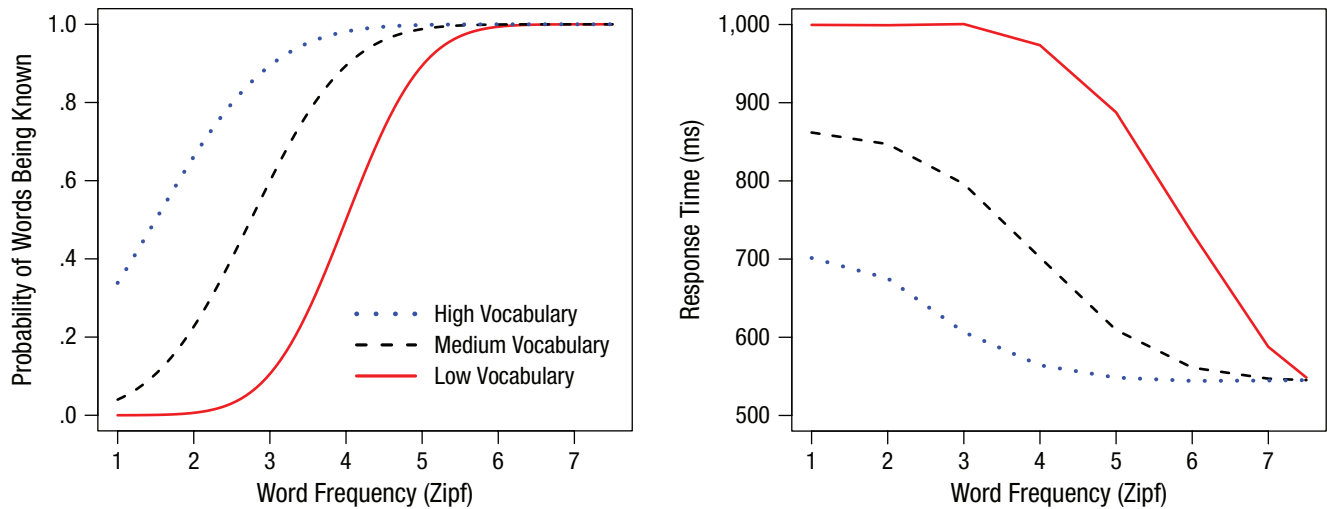 Probability of Words Being Known
1.0
.8
.6
.4
.2
.0
High Vocabulary
Medium Vocabulary
Low Vocabulary
1 2 3 4 5 6 7
Word Frequency (Zipf)
Response Time (ms)
1,000
900
800
700
600
500
1 2 3 4 5 6 7
Word Frequency (Zipf)